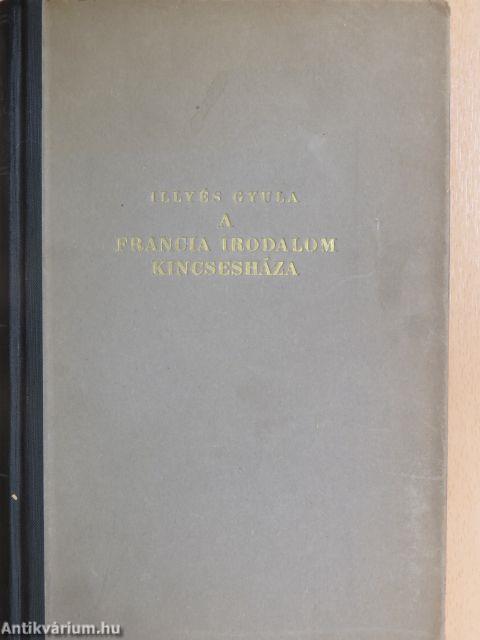 ILLYÉS GYULA
A
FRANCIA IRODALOM
KINCSESHÁZA
Antikvárium.hu